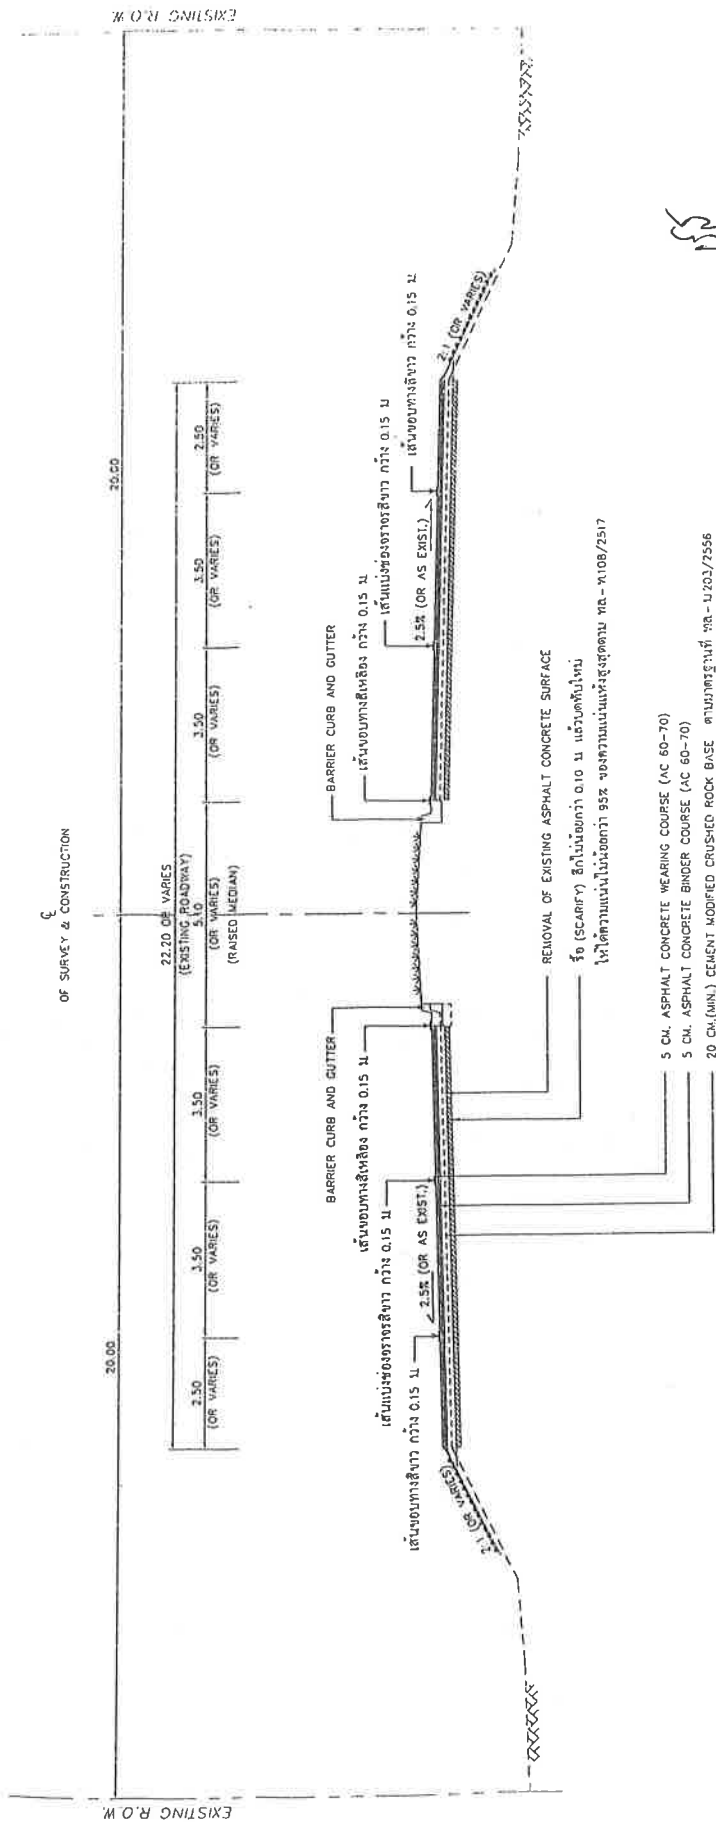 EXISTING R.O.W.
EXISTING R.O.W.
℄
OF SURVEY & CONSTRUCTION
20.00
20.00
22.20 OR VARIES
(EXISTING ROADWAY)
2.50
(OR VARIES)
3.50
(OR VARIES)
3.50
(OR VARIES)
5.10
(OR VARIES)
(RAISED MEDIAN)
3.50
(OR VARIES)
3.50
(OR VARIES)
2.50
(OR VARIES)
BARRIER CURB AND GUTTER
BARRIER CURB AND GUTTER
เส้นขอบทางสีเหลือง กว้าง 0.15 ม
เส้นขอบทางสีเหลือง กว้าง 0.15 ม
เส้นแบ่งช่องจราจรสีขาว กว้าง 0.15 ม
เส้นแบ่งช่องจราจรสีขาว กว้าง 0.15 ม
เส้นขอบทางสีขาว กว้าง 0.15 ม
เส้นขอบทางสีขาว กว้าง 0.15 ม
2.5% (OR AS EXIST.)
2.5% (OR AS EXIST.)
2:1 (OR VARIES)
2:1 (OR VARIES)
REMOVAL OF EXISTING ASPHALT CONCRETE SURFACE
รื้อ (SCARIFY) ลึกไม่น้อยกว่า 0.10 ม แล้วบดทับใหม่
ให้ได้ความแน่นไม่น้อยกว่า 95% ของความแน่นแห้งสูงสุดตาม ทล-ท.108/2517
5 CM. ASPHALT CONCRETE WEARING COURSE (AC 60-70)
5 CM. ASPHALT CONCRETE BINDER COURSE (AC 60-70)
20 CM.(MIN.) CEMENT MODIFIED CRUSHED ROCK BASE ตามมาตรฐานที่ ทล-ม 203/2556